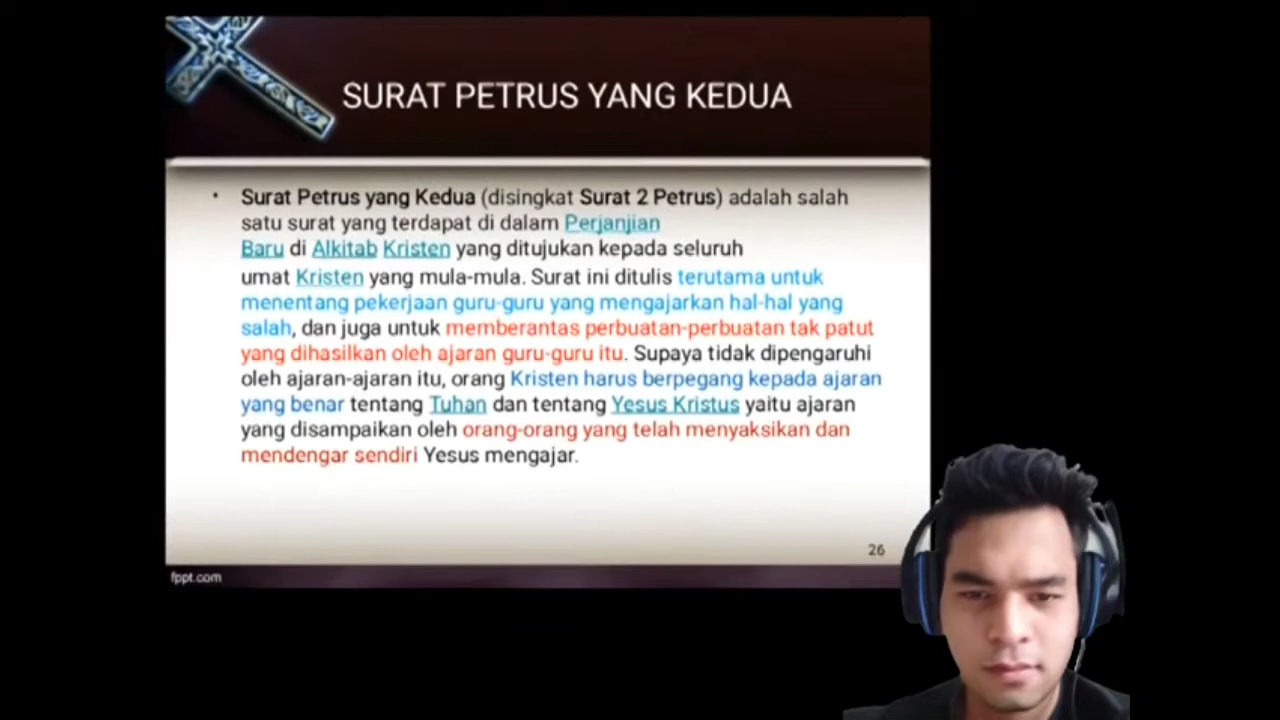 SURAT PETRUS YANG KEDUA
• Surat Petrus yang Kedua (disingkat Surat 2 Petrus) adalah salah
satu surat yang terdapat di dalam Perjanjian
Baru di Alkitab Kristen yang ditujukan kepada seluruh
umat Kristen yang mula-mula. Surat ini ditulis terutama untuk
menentang pekerjaan guru-guru yang mengajarkan hal-hal yang
salah, dan juga untuk memberantas perbuatan-perbuatan tak patut
yang dihasilkan oleh ajaran guru-guru itu. Supaya tidak dipengaruhi
oleh ajaran-ajaran itu, orang Kristen harus berpegang kepada ajaran
yang benar tentang Tuhan dan tentang Yesus Kristus yaitu ajaran
yang disampaikan oleh orang-orang yang telah menyaksikan dan
mendengar sendiri Yesus mengajar.
26
fppt.com